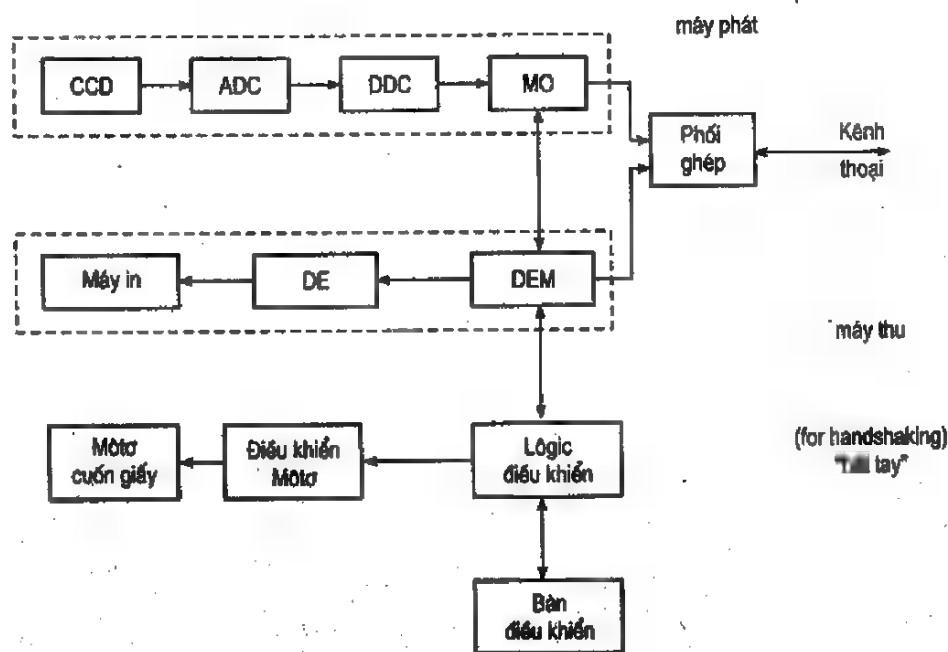 máy phát
CCD
ADC
DDC
MO
Phối
ghép
Kênh
thoại
Máy in
DE
DEM
máy thu
Môtơ
cuốn giấy
Điều khiển
Môtơ
Lôgic
điều khiển
(for handshaking)
tay"
Bàn
điều khiển